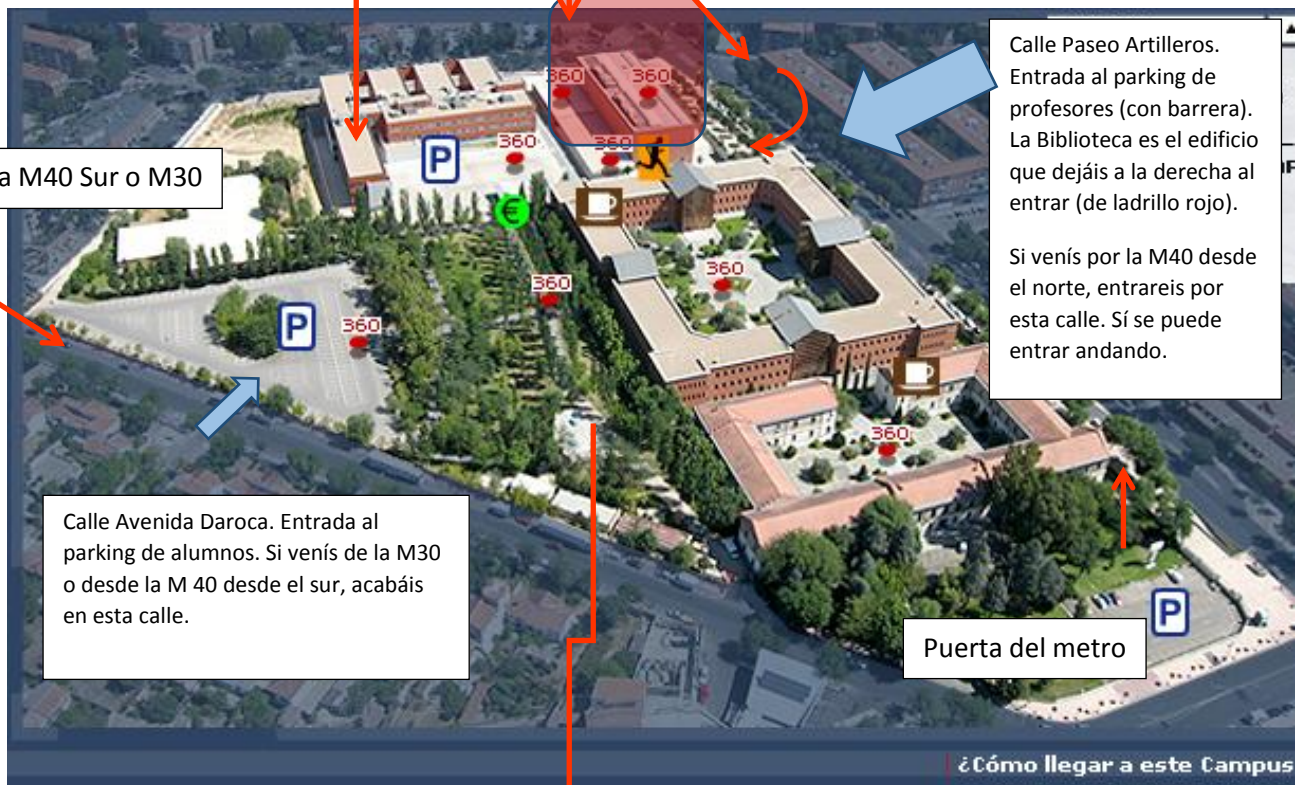 Calle Paseo Artilleros.
Entrada al parking de
profesores (con barrera).
La Biblioteca es el edificio
que dejáis a la derecha al
entrar (de ladrillo rojo).
Si venís por la M40 desde
el norte, entrareis por
esta calle. Sí se puede
entrar andando.
360
360
P
360
360
a M40 Sur o M30
€
360
360
P
360
360
Calle Avenida Daroca. Entrada al
parking de alumnos. Si venís de la M30
o desde la M 40 desde el sur, acabáis
en esta calle.
P
Puerta del metro
¿Cómo llegar a este Campus